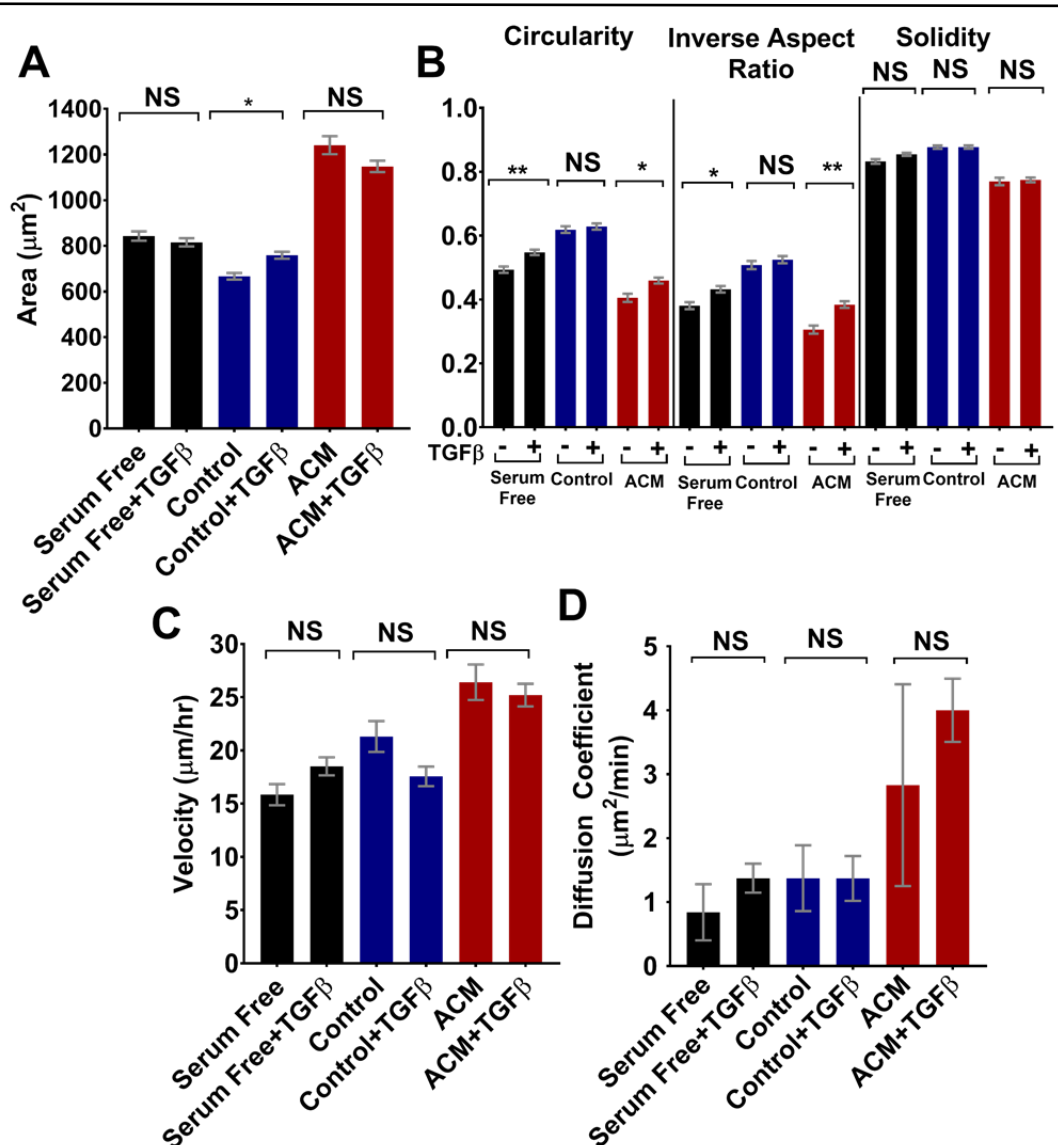 A
NS
*
NS
Area (μm2)
1400
1200
1000
800
600
400
200
0
Serum Free
Serum Free+TGFβ
Control
Control+TGFβ
ACM
ACM+TGFβ
B
Circularity
Inverse Aspect
Ratio
Solidity
NS NS NS
** NS *
* NS **
1.0
0.8
0.6
0.4
0.2
0.0
TGFβ - + - + - + - + - + - + - + - + - +
Serum
Free
Control
ACM
Serum
Free
Control
ACM
Serum
Free
Control
ACM
C
NS
NS
NS
Velocity (μm/hr)
30
25
20
15
10
5
0
Serum Free
Serum Free+TGFβ
Control
Control+TGFβ
ACM
ACM+TGFβ
D
NS
NS
NS
Diffusion Coefficient
(μm2/min)
5
4
3
2
1
0
Serum Free
Serum Free+TGFβ
Control
Control+TGFβ
ACM
ACM+TGFβ